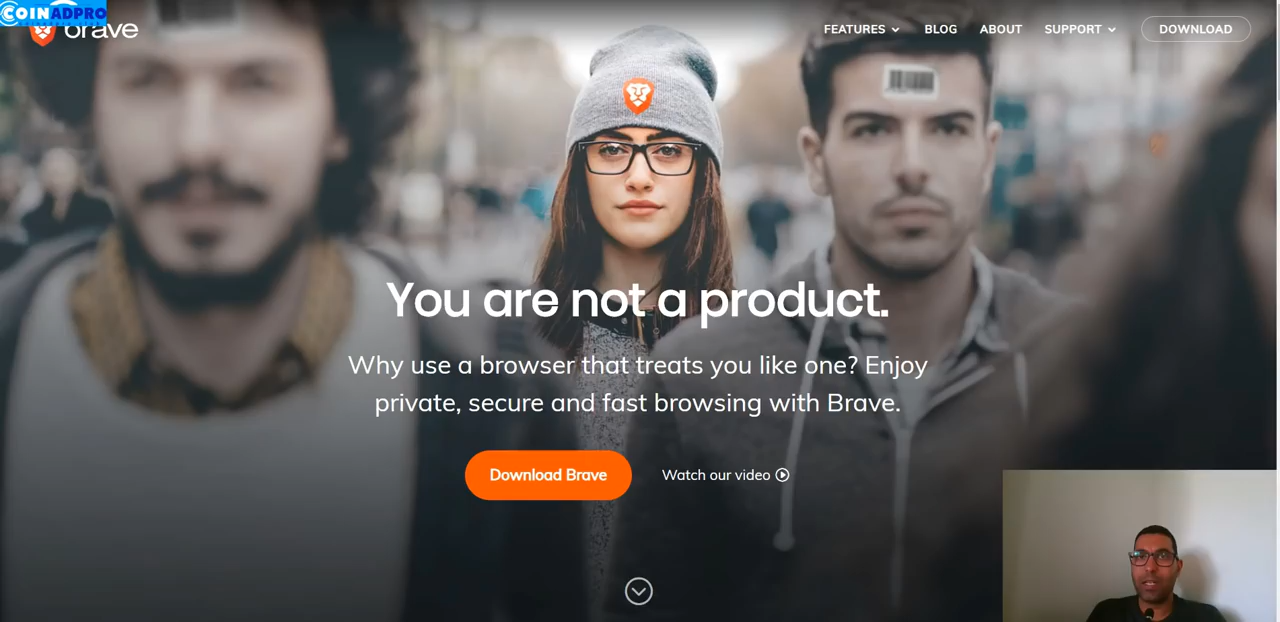 COINADPRO
brave
FEATURES
BLOG
ABOUT
SUPPORT
DOWNLOAD
You are not a product.
Why use a browser that treats you like one? Enjoy
private, secure and fast browsing with Brave.
Download Brave
Watch our video